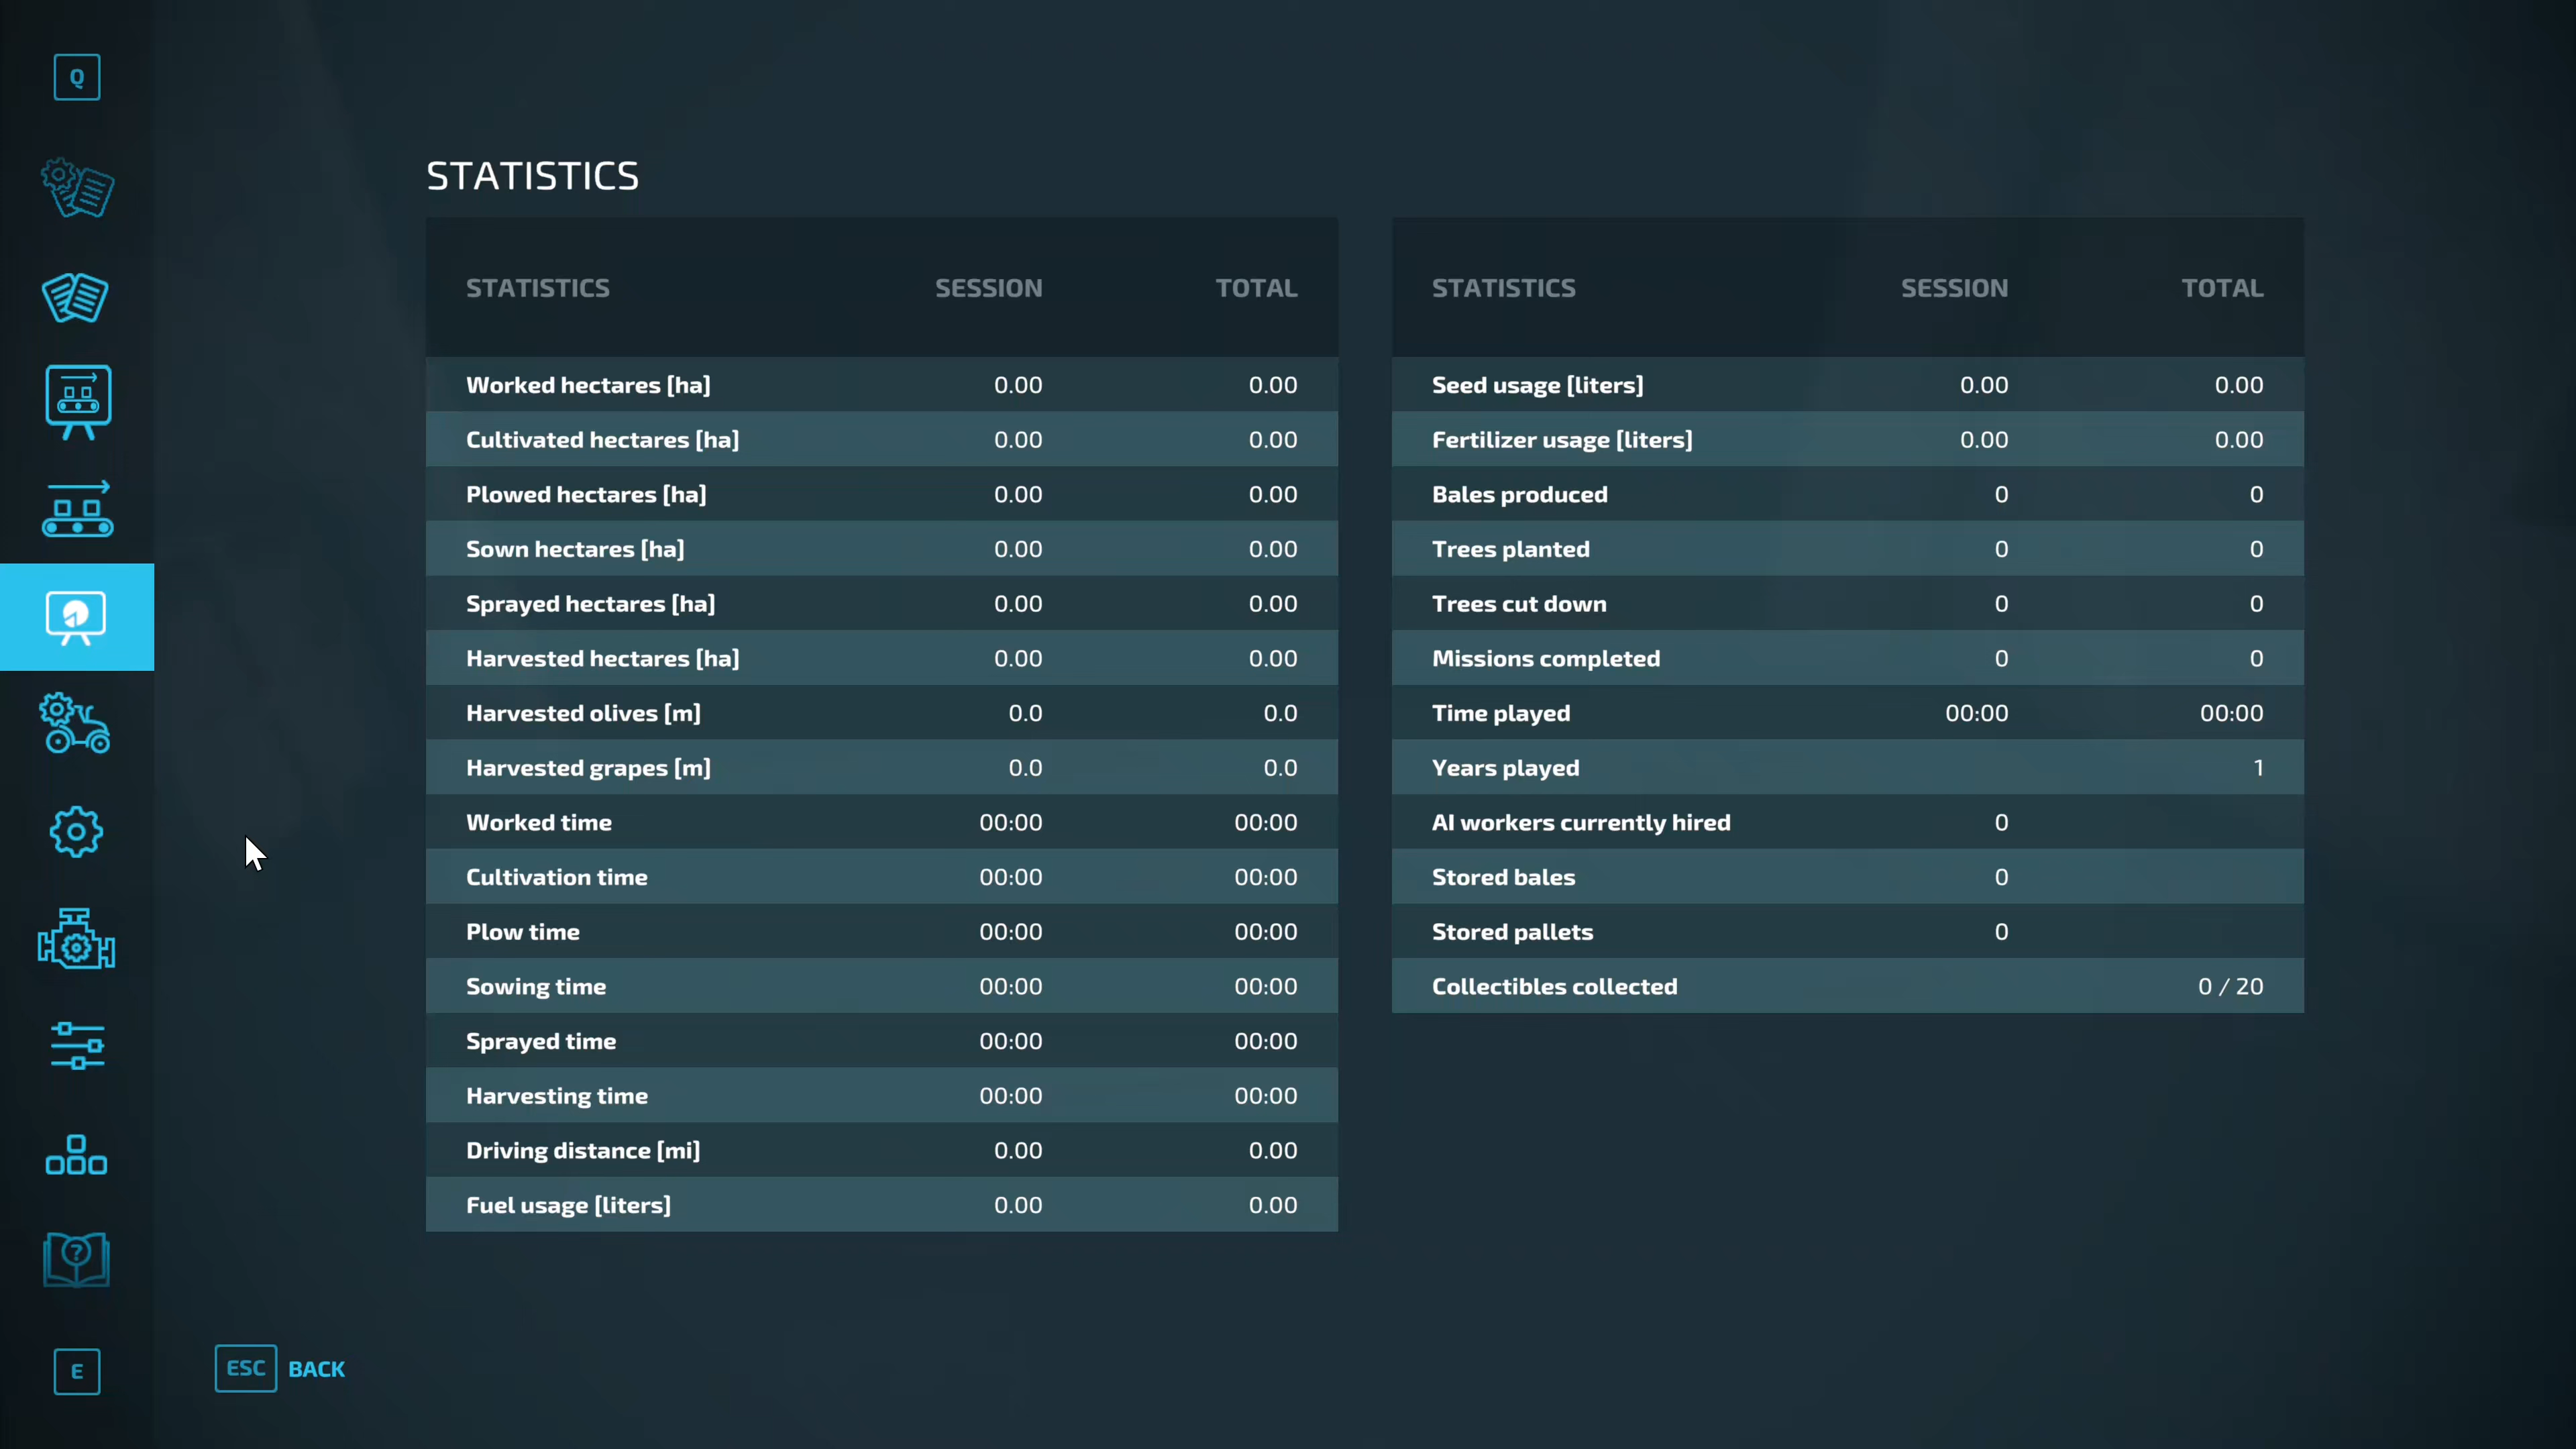 Q
STATISTICS
STATISTICS SESSION TOTAL
Worked hectares [ha] 0.00 0.00
Cultivated hectares [ha] 0.00 0.00
Plowed hectares [ha] 0.00 0.00
Sown hectares [ha] 0.00 0.00
Sprayed hectares [ha] 0.00 0.00
Harvested hectares [ha] 0.00 0.00
Harvested olives [m] 0.0 0.0
Harvested grapes [m] 0.0 0.0
Worked time 00:00 00:00
Cultivation time 00:00 00:00
Plow time 00:00 00:00
Sowing time 00:00 00:00
Sprayed time 00:00 00:00
Harvesting time 00:00 00:00
Driving distance [mi] 0.00 0.00
Fuel usage [liters] 0.00 0.00
STATISTICS SESSION TOTAL
Seed usage [liters] 0.00 0.00
Fertilizer usage [liters] 0.00 0.00
Bales produced 0 0
Trees planted 0 0
Trees cut down 0 0
Missions completed 0 0
Time played 00:00 00:00
Years played 1
AI workers currently hired 0
Stored bales 0
Stored pallets 0
Collectibles collected 0 / 20
?
E
ESC BACK